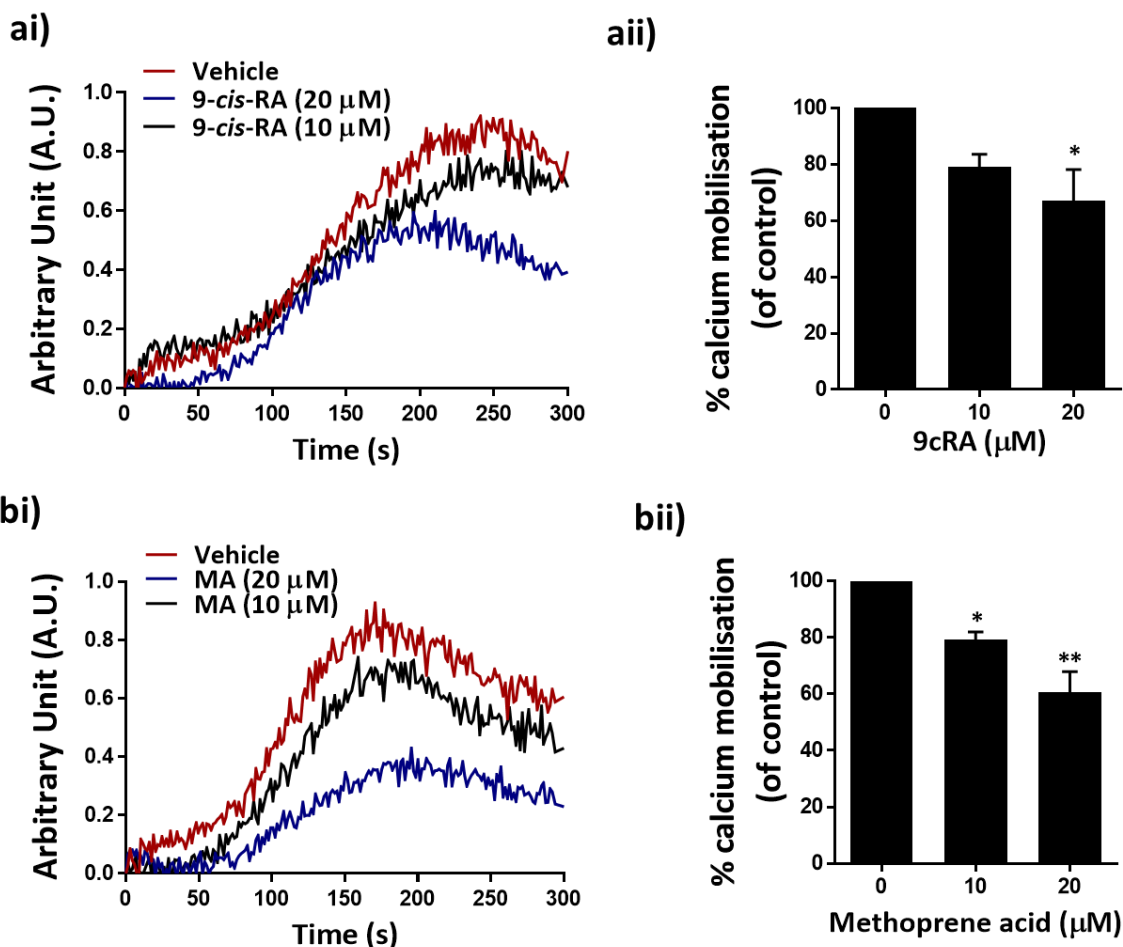 ai)
Vehicle
9-cis-RA (20 μM)
9-cis-RA (10 μM)
Arbitrary Unit (A.U.)
1.0
0.8
0.6
0.4
0.2
0.0
0 50 100 150 200 250 300
Time (s)
aii)
% calcium mobilisation
(of control)
100
80
60
40
20
0
*
0 10 20
9cRA (μM)
bi)
Vehicle
MA (20 μM)
MA (10 μM)
Arbitrary Unit (A.U.)
1.0
0.8
0.6
0.4
0.2
0.0
0 50 100 150 200 250 300
Time (s)
bii)
% calcium mobilisation
(of control)
100
80
60
40
20
0
*
**
0 10 20
Methoprene acid (μM)